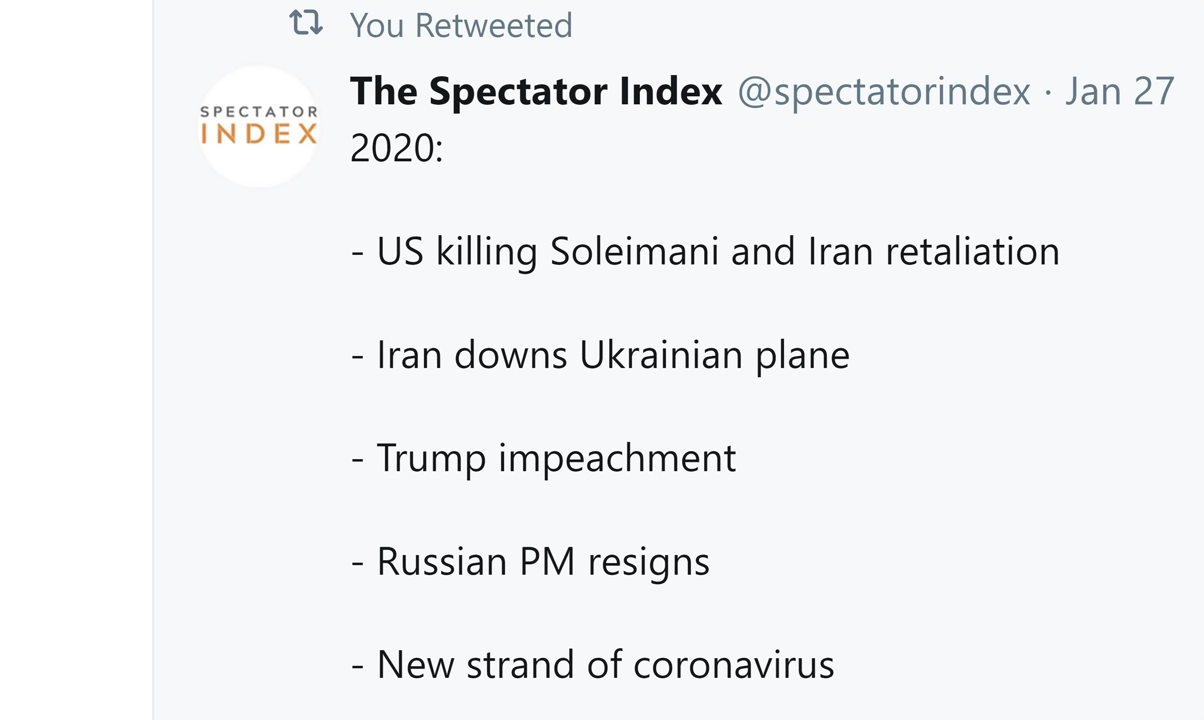 You Retweeted
SPECTATOR
INDEX
The Spectator Index @spectatorindex · Jan 27
2020:
- US killing Soleimani and Iran retaliation
- Iran downs Ukrainian plane
- Trump impeachment
- Russian PM resigns
- New strand of coronavirus